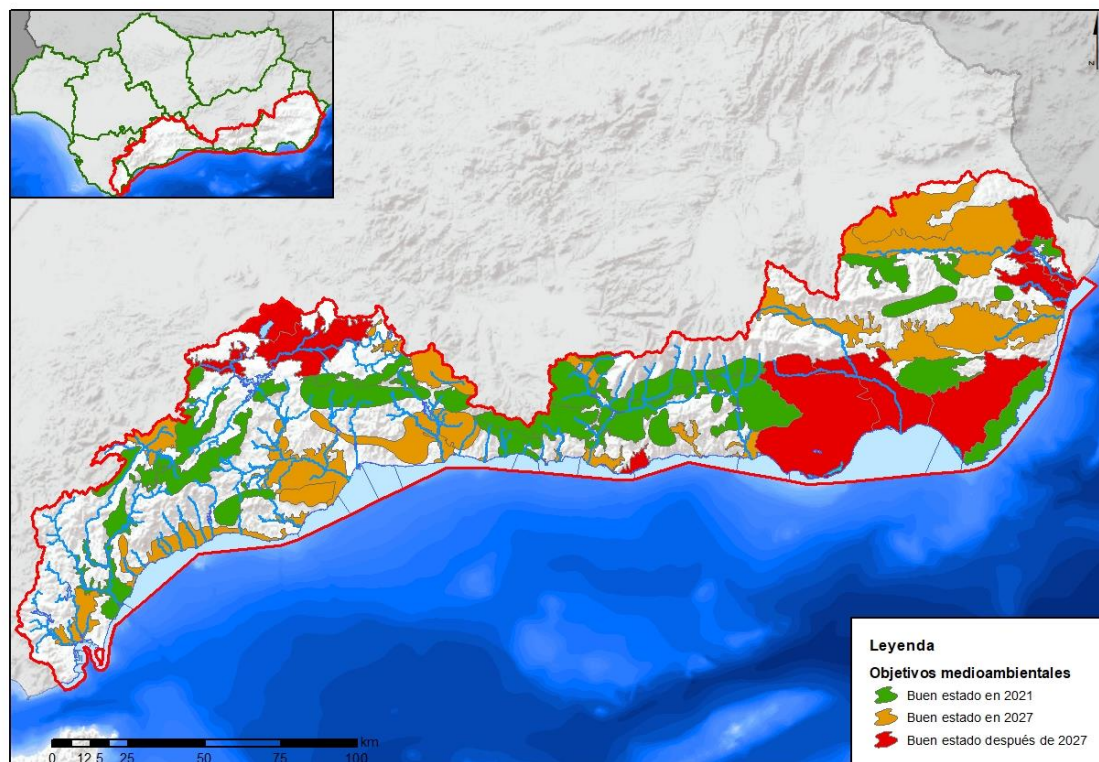 N
Leyenda
Objetivos medioambientales
Buen estado en 2021
Buen estado en 2027
Buen estado después de 2027
km
0 12,5 25 50 75 100